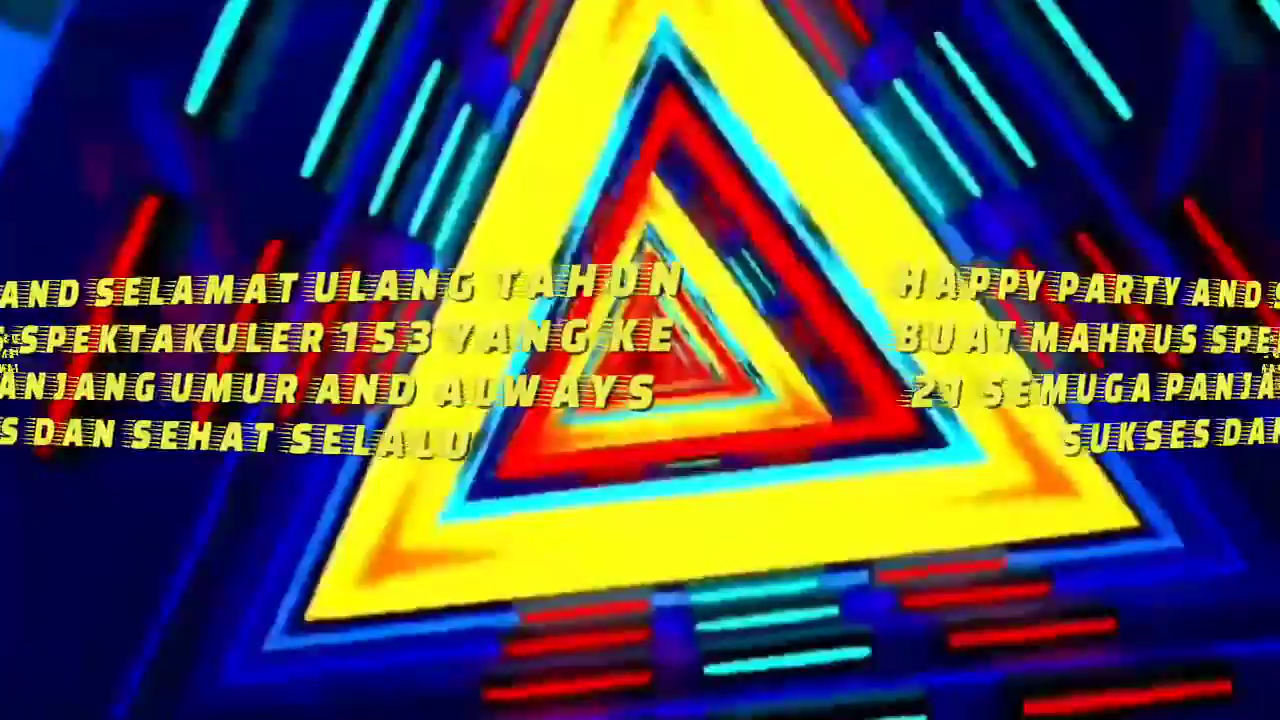 AND SELAMAT ULANG TAHUN
SPEKTAKULER 153 YANG KE
ANJANG UMUR AND ALWAYS
S DAN SEHAT SELALU
HAPPY PARTY AND S
BUAT MAHRUS SPE
21 SEMUGA PANJA
SUKSES DAN